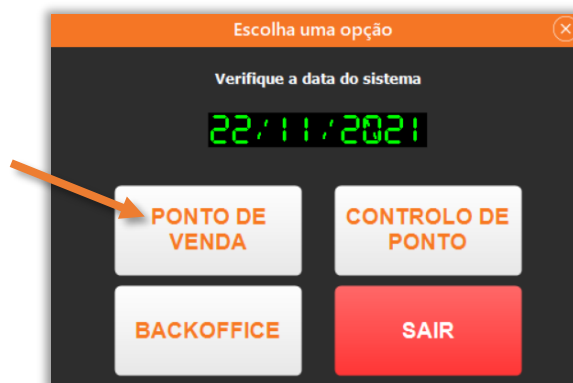 Escolha uma opção
Verifique a data do sistema
22/11/2021
PONTO DE
VENDA
CONTROLO DE
PONTO
BACKOFFICE
SAIR